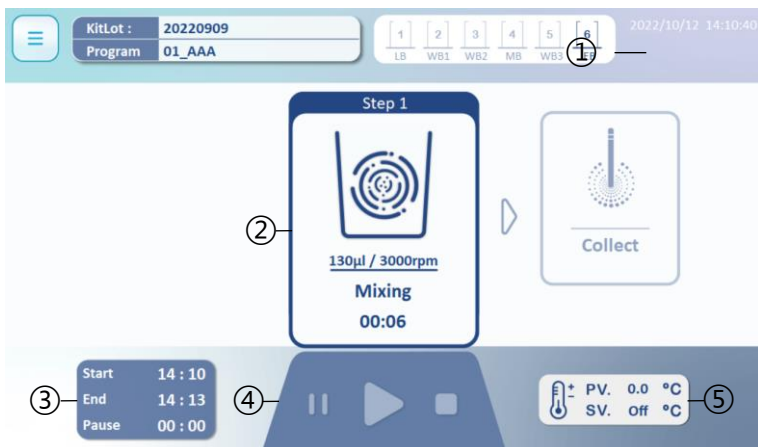 KitLot : 20220909
Program 01_AAA
1 2 3 4 5 6
LB WB1 WB2 MB WB3 EB
①
2022/10/12 14:10:40
Step 1
②
130μl / 3000rpm
Mixing
00:06
Collect
③
Start 14 : 10
End 14 : 13
Pause 00 : 00
④
PV. 0.0 °C
SV. Off °C
⑤